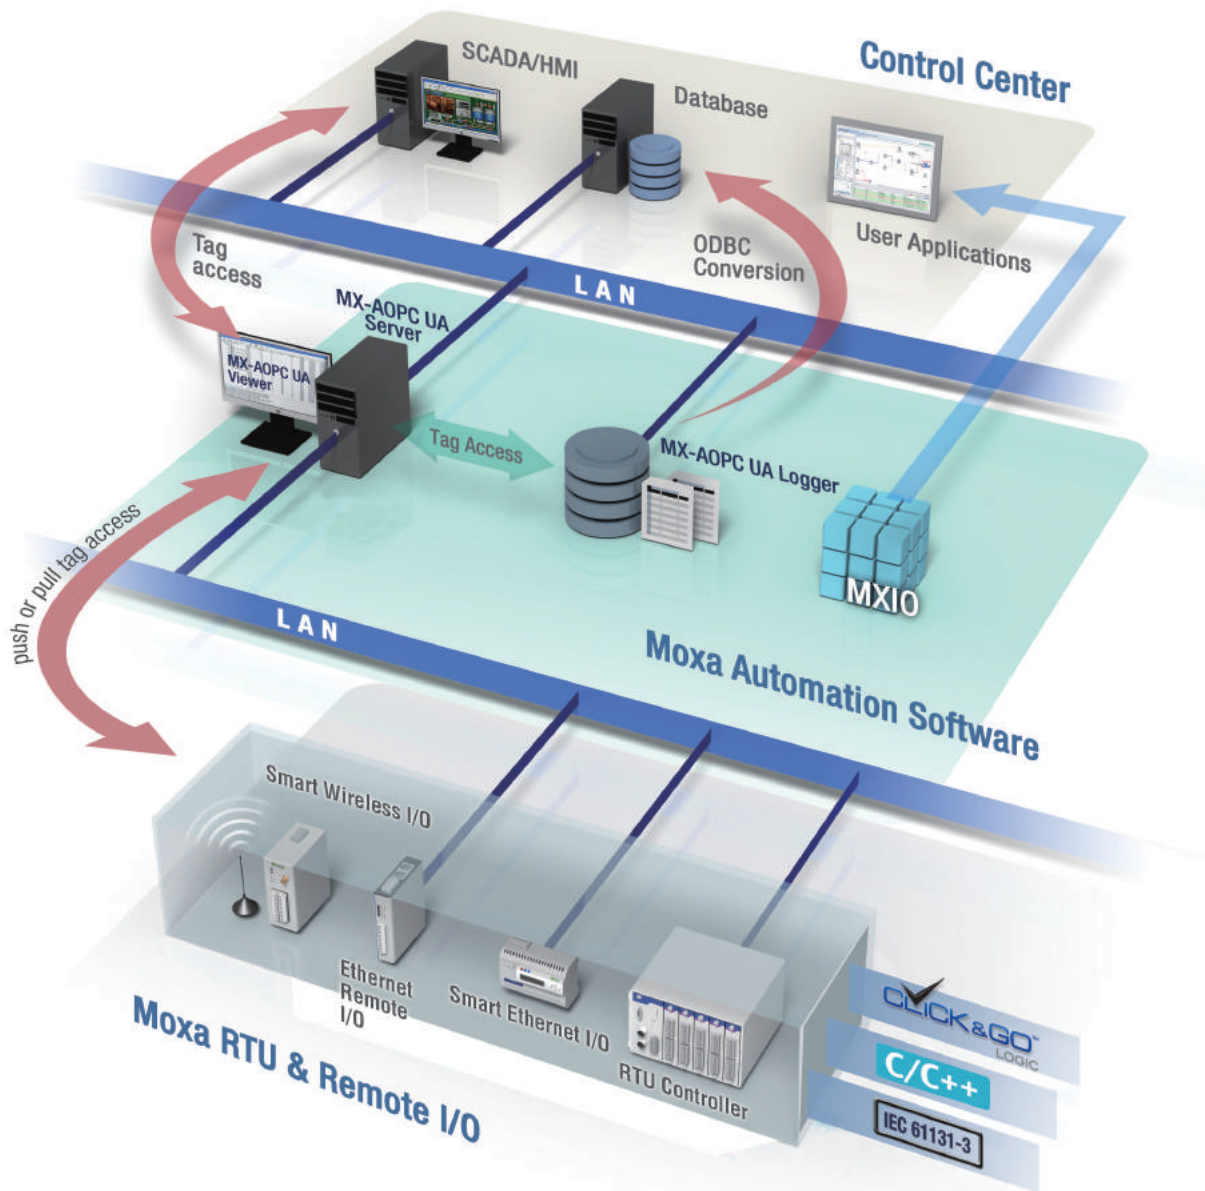 Control Center
SCADA/HMI
Database
User Applications
Tag
access
ODBC
Conversion
LAN
MX-AOPC UA
Server
MX-AOPC UA
Viewer
Tag Access
MX-AOPC UA Logger
MXIO
push or pull tag access
LAN
Moxa Automation Software
Smart Wireless I/O
Ethernet
Remote
I/O
Smart Ethernet I/O
RTU Controller
Moxa RTU & Remote I/O
CLICK&GO™
LOGIC
C/C++
IEC 61131-3